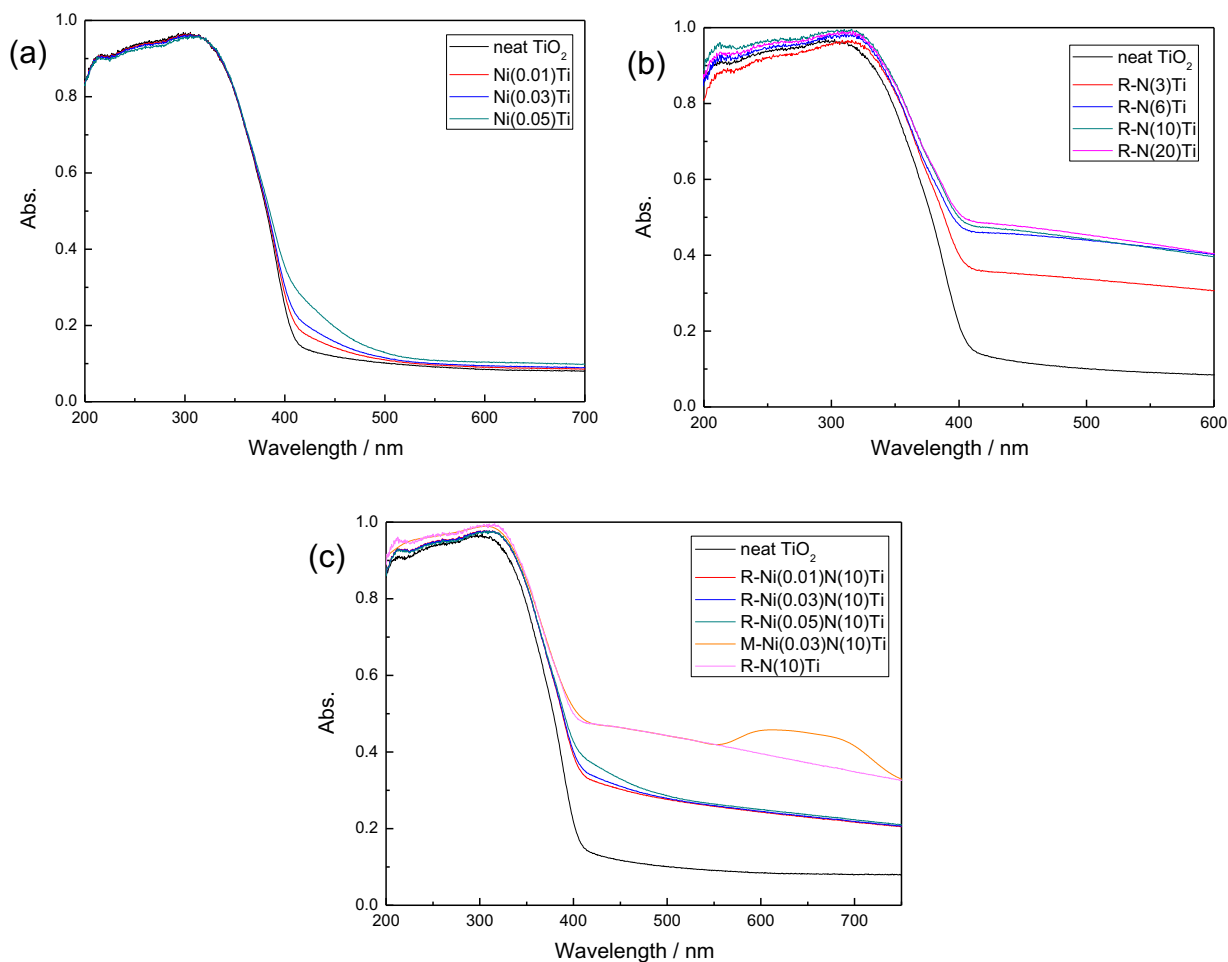 (a)
1.0
0.8
0.6
0.4
0.2
0.0
Abs.
200 300 400 500 600 700
Wavelength / nm
neat TiO₂
Ni(0.01)Ti
Ni(0.03)Ti
Ni(0.05)Ti
(b)
1.0
0.8
0.6
0.4
0.2
0.0
Abs.
200 300 400 500 600
Wavelength / nm
neat TiO₂
R-N(3)Ti
R-N(6)Ti
R-N(10)Ti
R-N(20)Ti
(c)
1.0
0.8
0.6
0.4
0.2
0.0
Abs.
200 300 400 500 600 700
Wavelength / nm
neat TiO₂
R-Ni(0.01)N(10)Ti
R-Ni(0.03)N(10)Ti
R-Ni(0.05)N(10)Ti
M-Ni(0.03)N(10)Ti
R-N(10)Ti